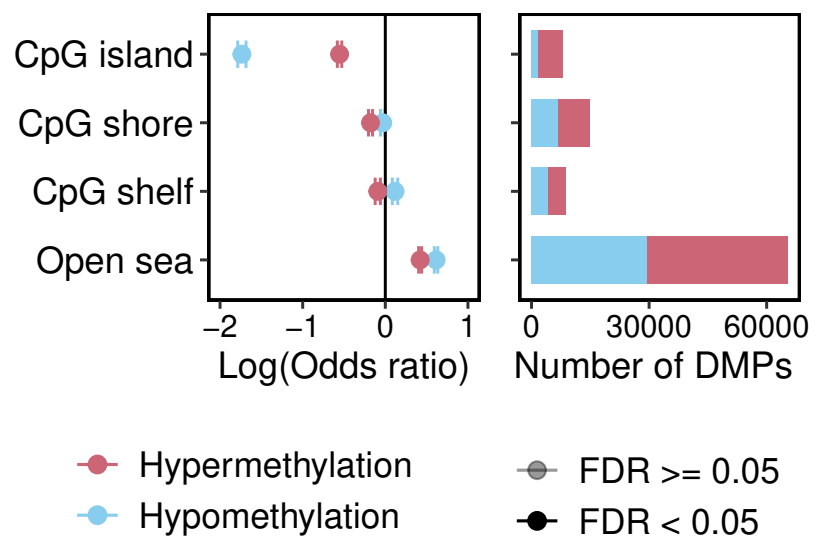 CpG island
CpG shore
CpG shelf
Open sea
−2 −1 0 1
0 30000 60000
Log(Odds ratio)
Number of DMPs
Hypermethylation
Hypomethylation
FDR >= 0.05
FDR < 0.05